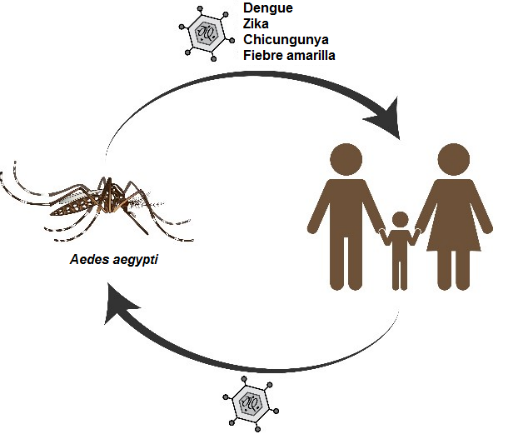 Dengue
Zika
Chicungunya
Fiebre amarilla
Aedes aegypti